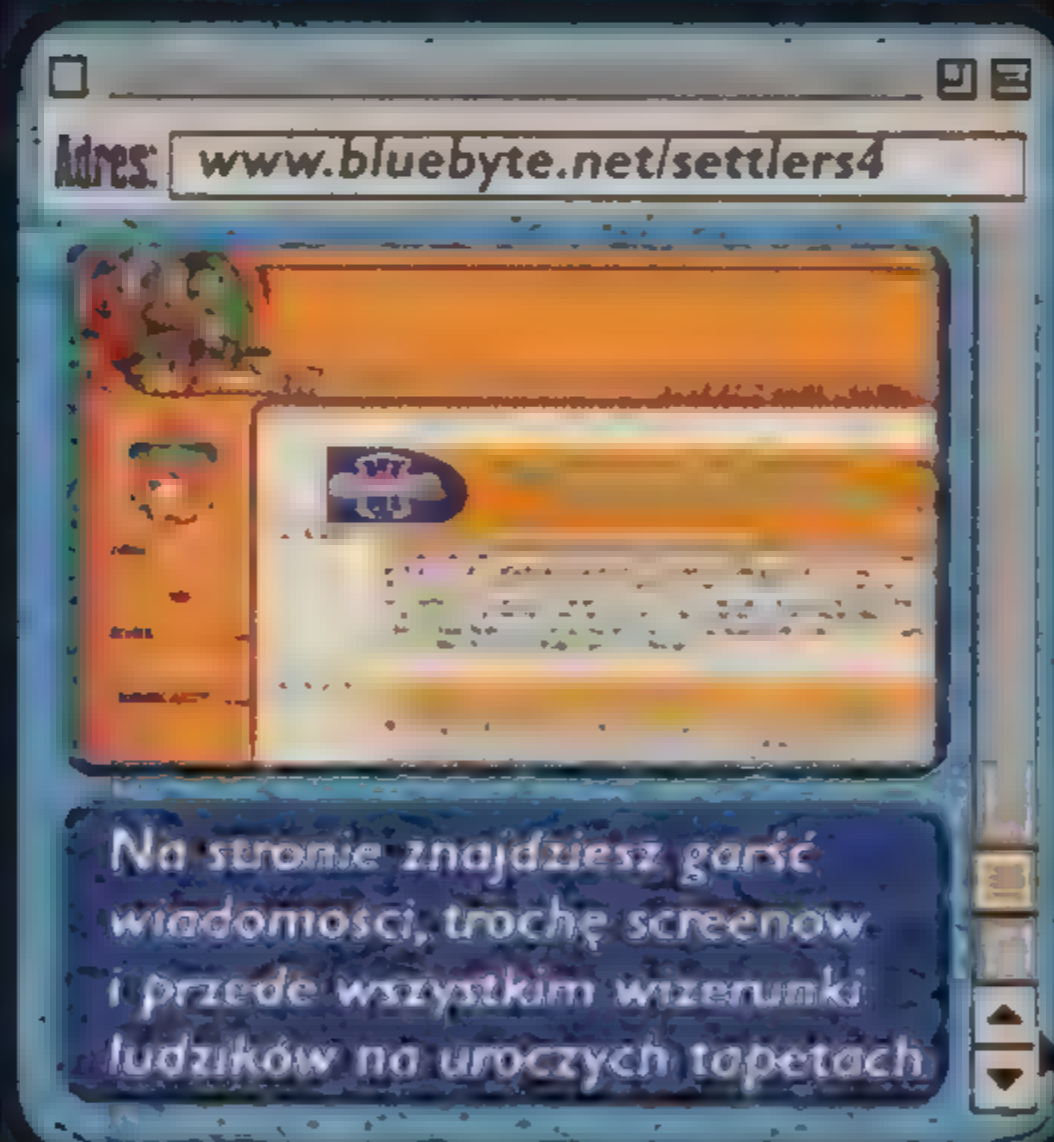 Adres: www.bluebyte.net/settlers4
Na stronie znajdziesz garść
wiadomości, trochę screenów
i przede wszystkim wizerunki
ludzików na uroczych tapetach